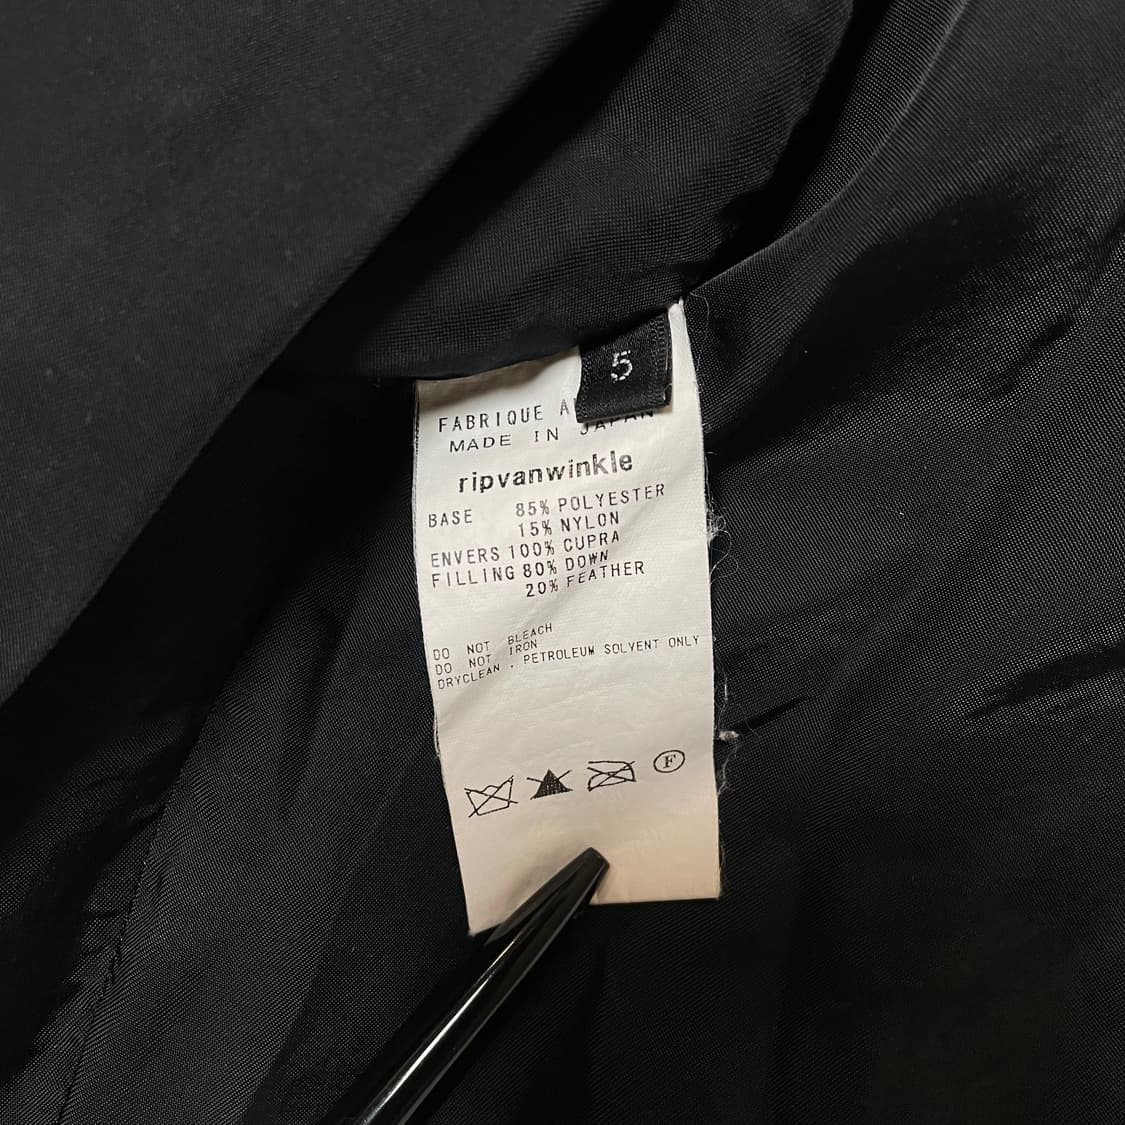 5
FABRIQUE
MADE IN JAPAN
ripvanwinkle
BASE 85% POLYESTER
15% NYLON
ENVERS 100% CUPRA
FILLING 80% DOWN
20% FEATHER
DO NOT BLEACH
DO NOT IRON
DRYCLEAN . PETROLEUM SOLVENT ONLY
F